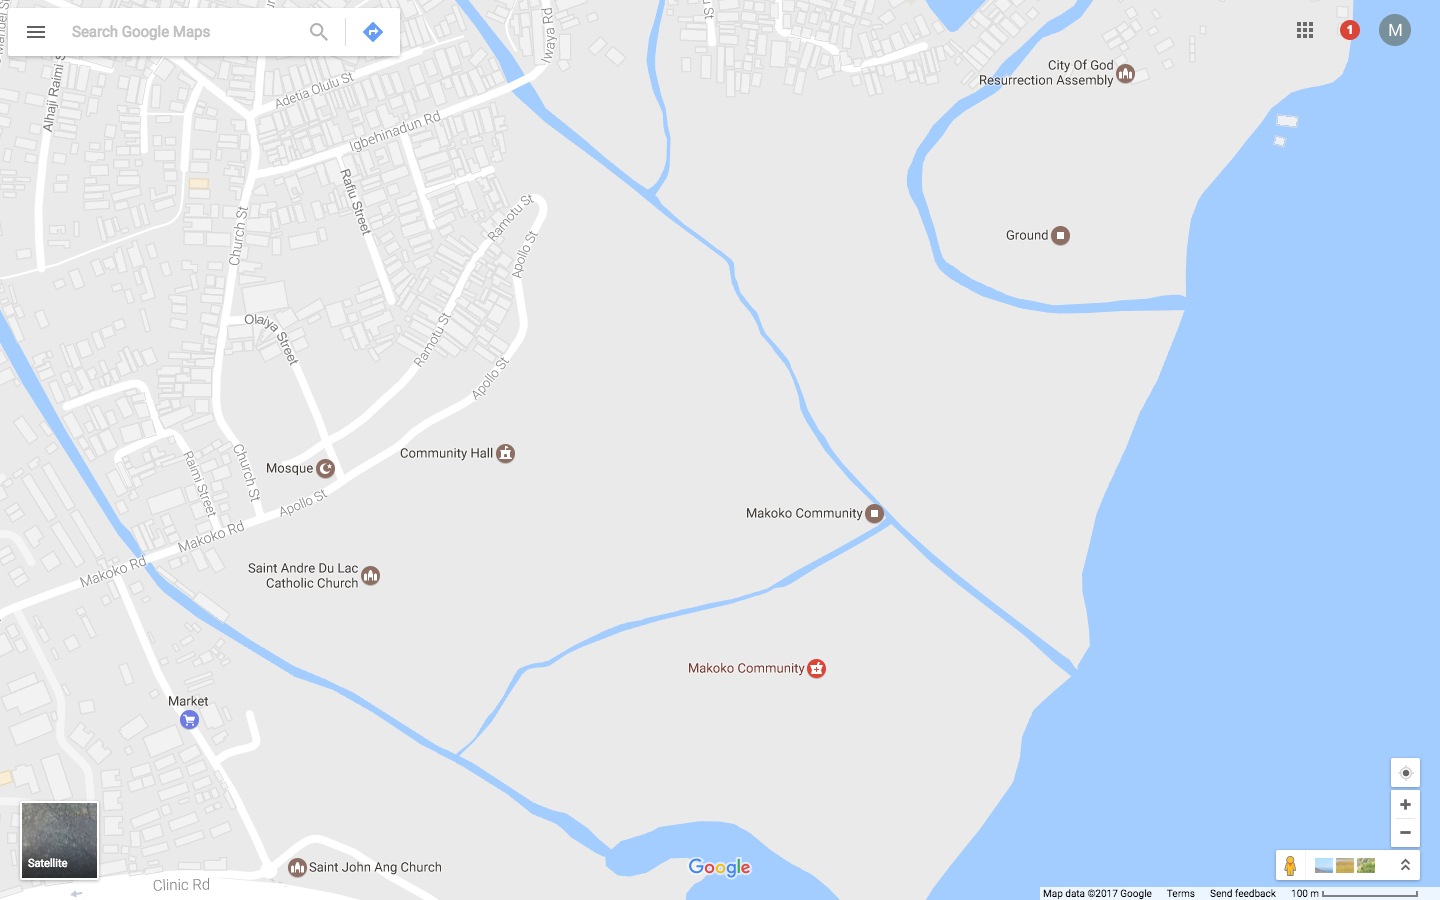 Search Google Maps
1
M
Iwaya Rd
City Of God
Resurrection Assembly
Alhaji Raimi S
Adetia Olulu St
Igbehinadun Rd
Rafiu Street
Church St
Ramotu St
Apollo St
Ground
Olaiya Street
Ramotu St
Apollo St
Community Hall
Mosque
Church St
Raimi Street
Apollo St
Makoko Community
Makoko Rd
Makoko Rd
Saint Andre Du Lac
Catholic Church
Makoko Community
Market
Satellite
Saint John Ang Church
Google
Clinic Rd
Map data ©2017 Google Terms Send feedback 100 m